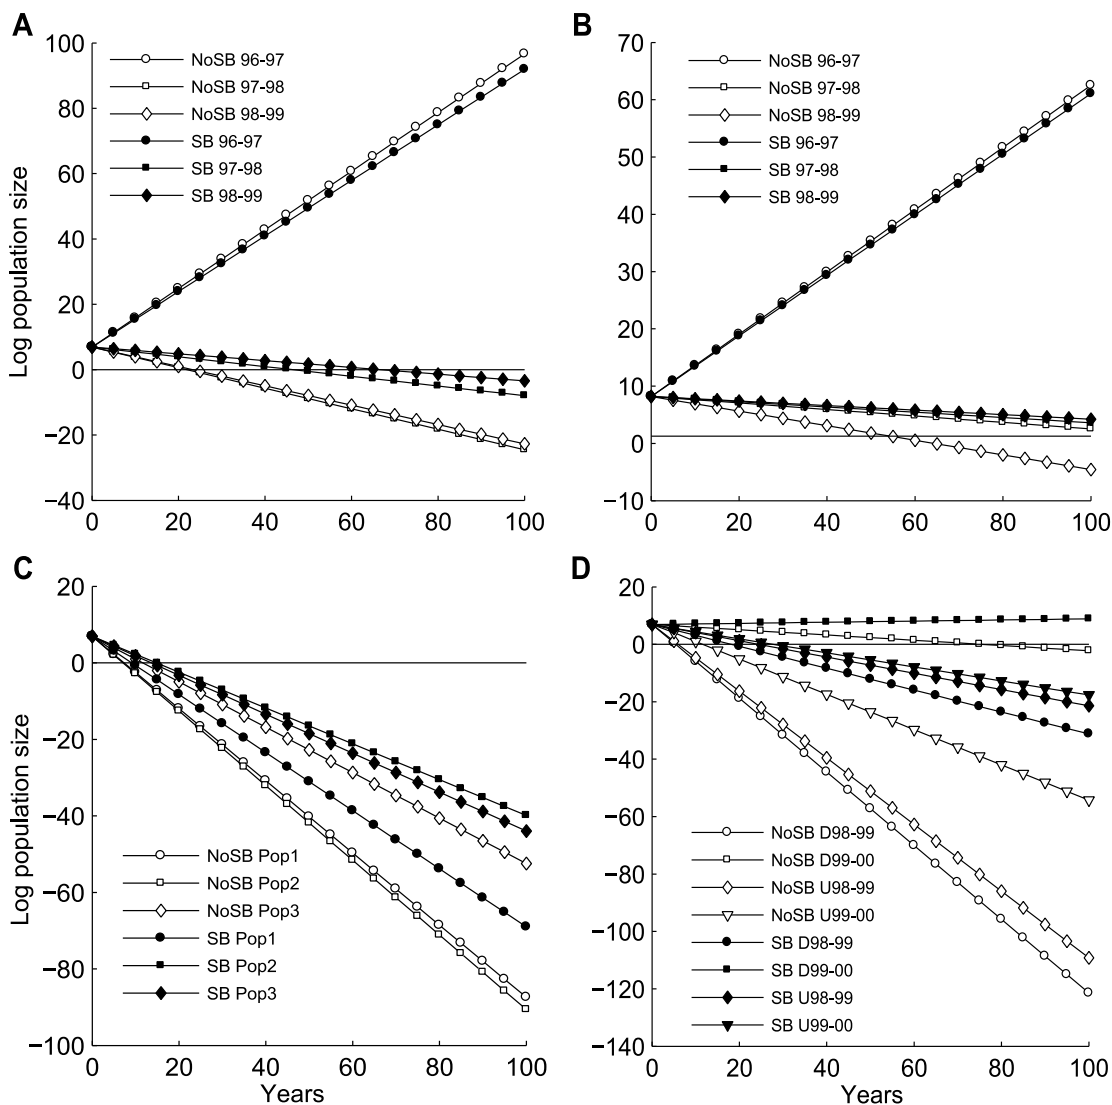 A
100
80
60
40
20
0
−20
−40
0 20 40 60 80 100
Log population size
NoSB 96-97
NoSB 97-98
NoSB 98-99
SB 96-97
SB 97-98
SB 98-99
B
70
60
50
40
30
20
10
0
−10
0 20 40 60 80 100
NoSB 96-97
NoSB 97-98
NoSB 98-99
SB 96-97
SB 97-98
SB 98-99
C
20
0
−20
−40
−60
−80
−100
0 20 40 60 80 100
Log population size
Years
NoSB Pop1
NoSB Pop2
NoSB Pop3
SB Pop1
SB Pop2
SB Pop3
D
20
0
−20
−40
−60
−80
−100
−120
−140
0 20 40 60 80 100
Years
NoSB D98-99
NoSB D99-00
NoSB U98-99
NoSB U99-00
SB D98-99
SB D99-00
SB U98-99
SB U99-00